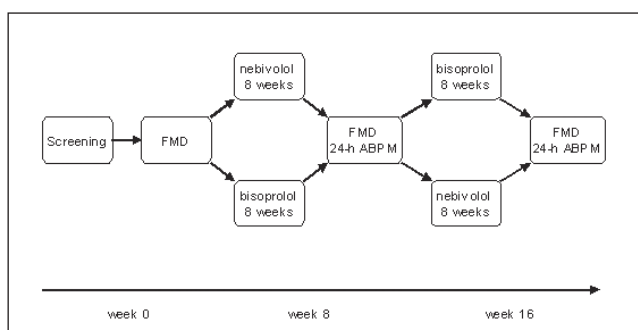 nebivolol
8 weeks
bisoprolol
8 weeks
Screening
FMD
FMD
24-h ABPM
FMD
24-h ABPM
bisoprolol
8 weeks
nebivolol
8 weeks
week 0
week 8
week 16